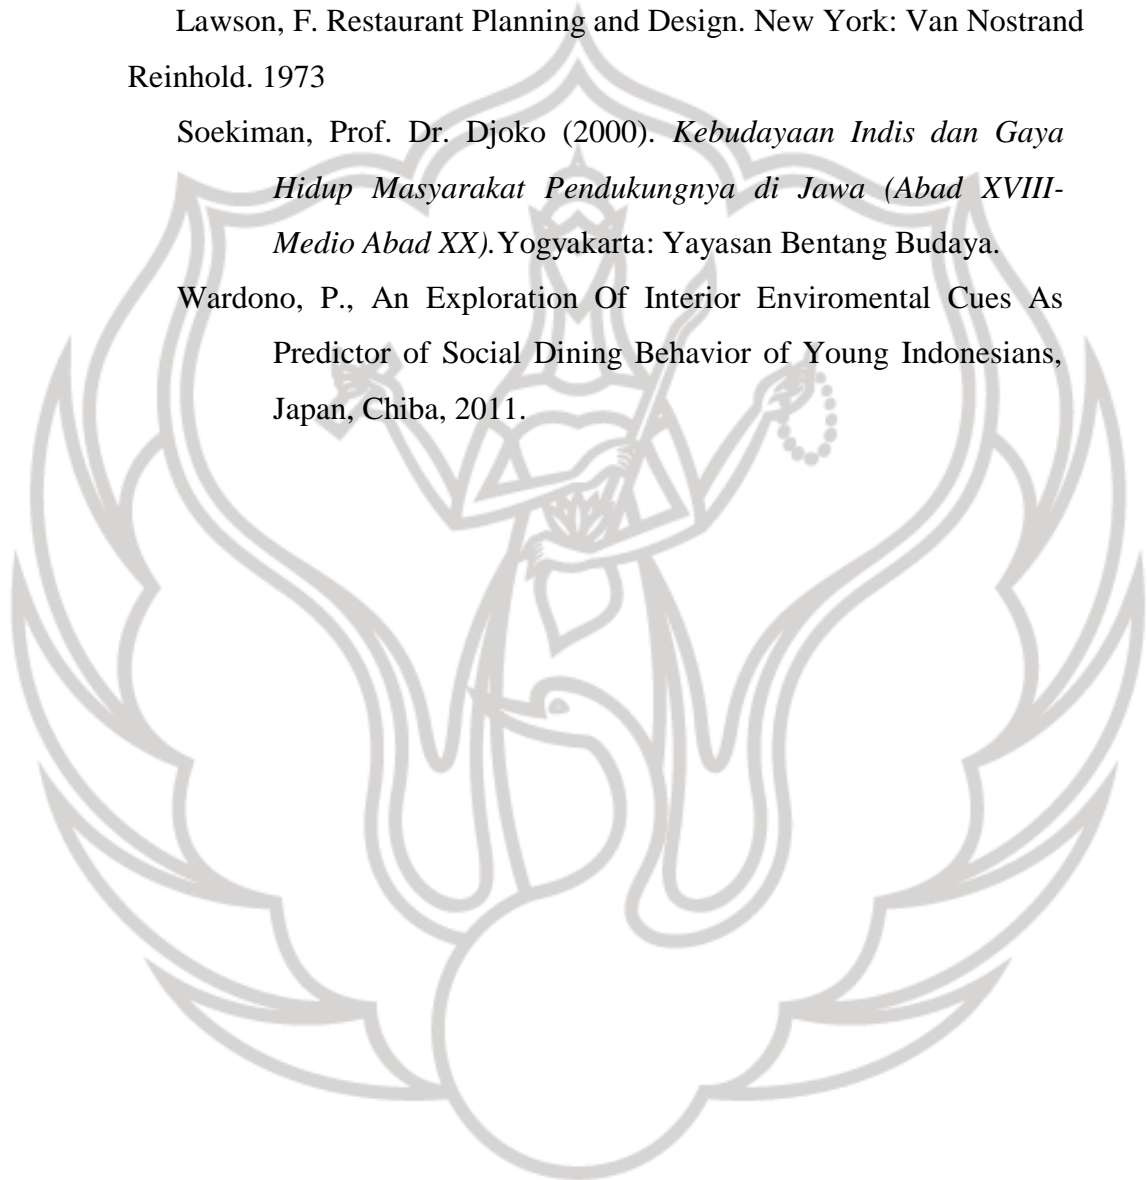 Lawson, F. Restaurant Planning and Design. New York: Van Nostrand
Reinhold. 1973
Soekiman, Prof. Dr. Djoko (2000). Kebudayaan Indis dan Gaya
Hidup Masyarakat Pendukungnya di Jawa (Abad XVIII-
Medio Abad XX).Yogyakarta: Yayasan Bentang Budaya.
Wardono, P., An Exploration Of Interior Enviromental Cues As
Predictor of Social Dining Behavior of Young Indonesians,
Japan, Chiba, 2011.